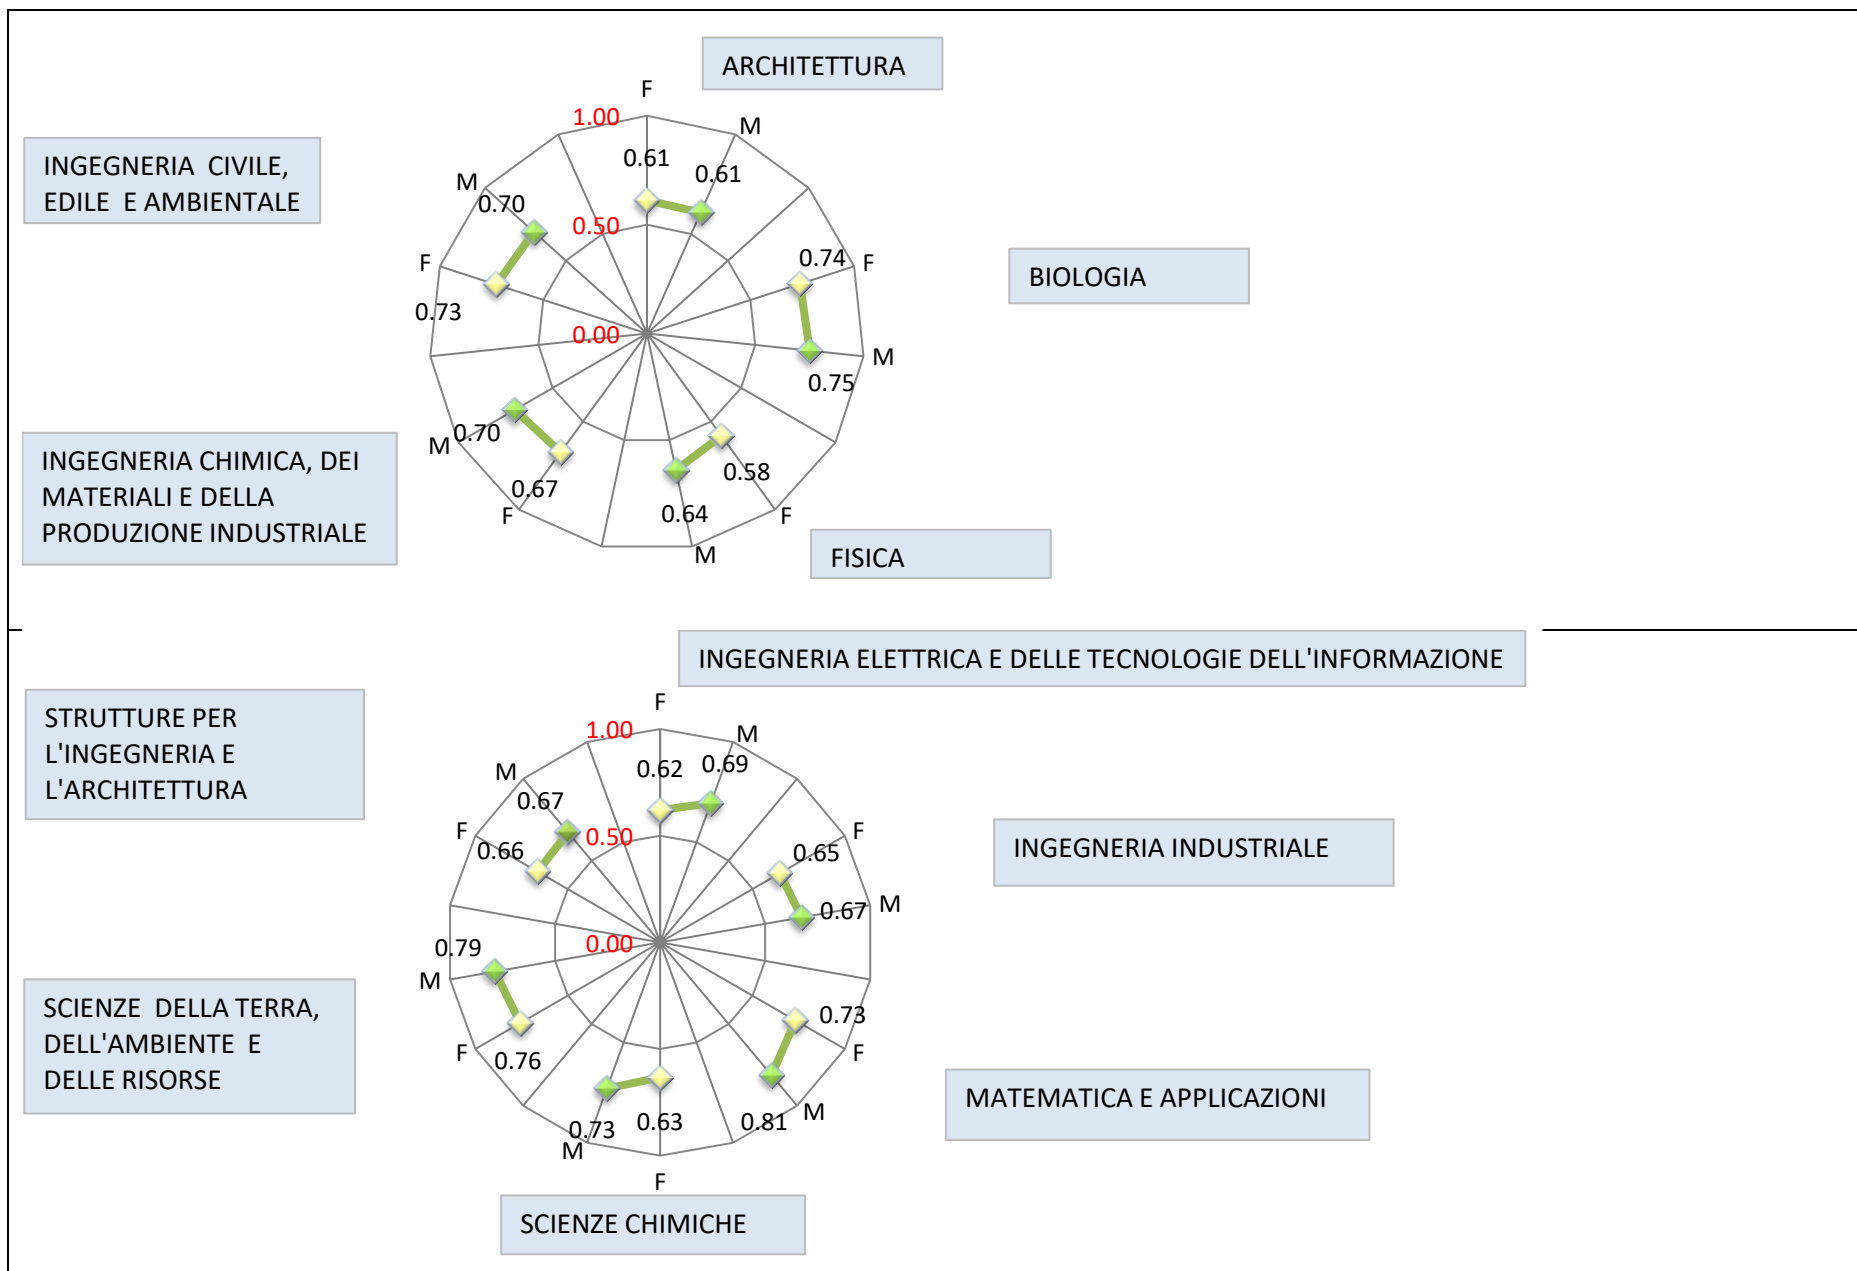 ARCHITETTURA
F
1.00
M
INGEGNERIA  CIVILE,
EDILE  E AMBIENTALE
0.61
0.61
M
0.70
0.50
F
0.74
F
BIOLOGIA
0.73
0.00
M
0.75
M
0.70
INGEGNERIA CHIMICA, DEI
MATERIALI E DELLA
PRODUZIONE INDUSTRIALE
0.67
F
0.58
0.64
F
M
FISICA
INGEGNERIA ELETTRICA E DELLE TECNOLOGIE DELL'INFORMAZIONE
STRUTTURE PER
L'INGEGNERIA E
L'ARCHITETTURA
F
1.00
M
M
0.62
0.69
0.67
F
0.50
F
0.66
0.65
INGEGNERIA INDUSTRIALE
M
0.67
0.79
0.00
M
SCIENZE  DELLA TERRA,
DELL'AMBIENTE  E
DELLE RISORSE
0.73
F
F
0.76
MATEMATICA E APPLICAZIONI
M
0.81
0.73
0.63
M
F
SCIENZE CHIMICHE